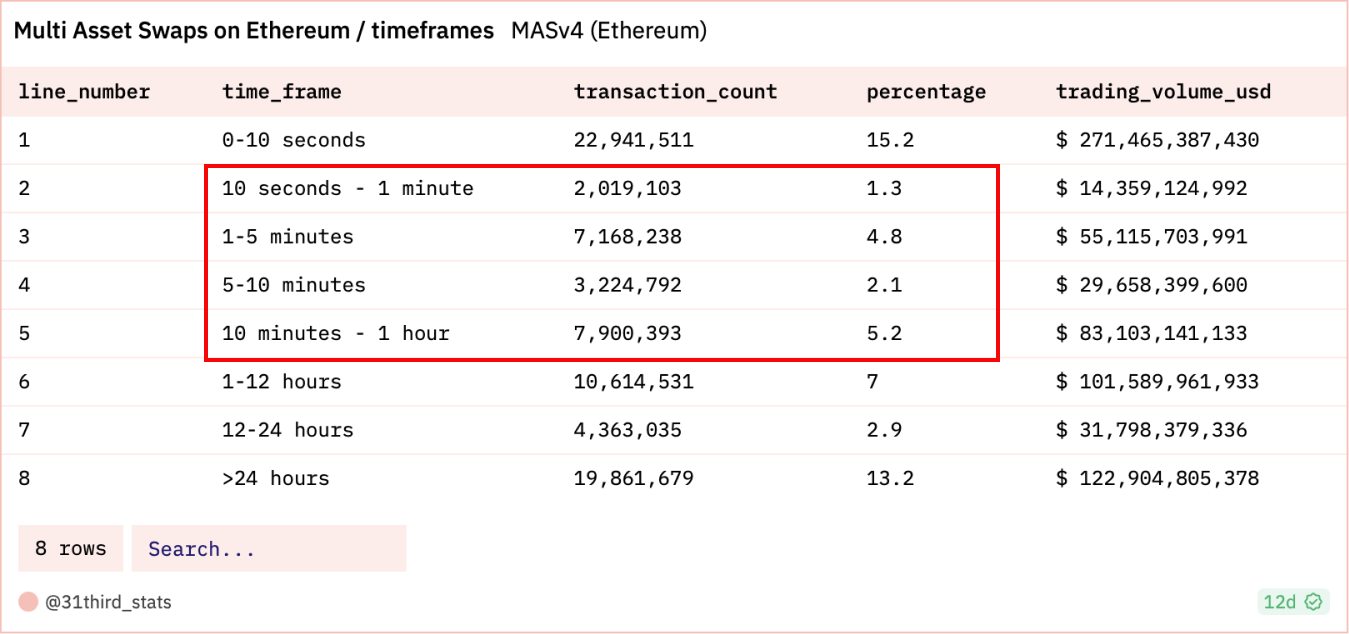 Multi Asset Swaps on Ethereum / timeframes MASv4 (Ethereum)
line_number time_frame transaction_count percentage trading_volume_usd
1 0-10 seconds 22,941,511 15.2 $ 271,465,387,430
2 10 seconds - 1 minute 2,019,103 1.3 $ 14,359,124,992
3 1-5 minutes 7,168,238 4.8 $ 55,115,703,991
4 5-10 minutes 3,224,792 2.1 $ 29,658,399,600
5 10 minutes - 1 hour 7,900,393 5.2 $ 83,103,141,133
6 1-12 hours 10,614,531 7 $ 101,589,961,933
7 12-24 hours 4,363,035 2.9 $ 31,798,379,336
8 >24 hours 19,861,679 13.2 $ 122,904,805,378
8 rows Search...
@31third_stats 12d